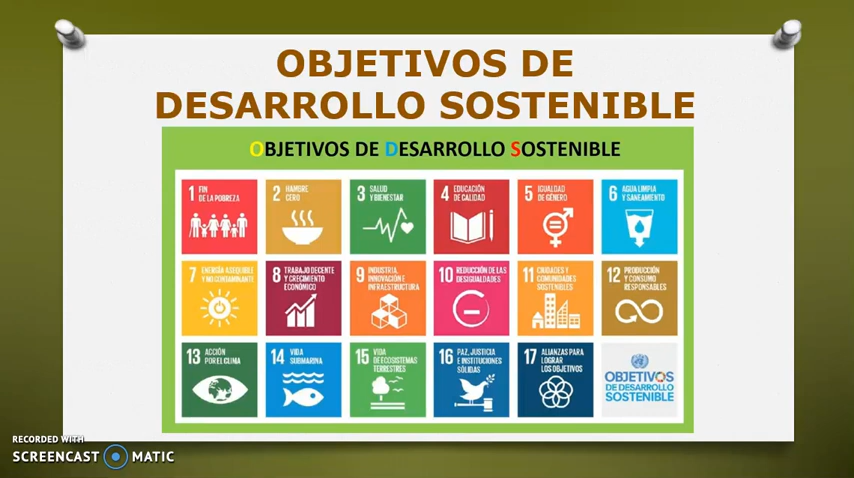 OBJETIVOS DE
DESARROLLO SOSTENIBLE
OBJETIVOS DE DESARROLLO SOSTENIBLE
1 FIN
DE LA POBREZA
2 HAMBRE
CERO
3 SALUD
Y BIENESTAR
4 EDUCACIÓN
DE CALIDAD
5 IGUALDAD
DE GÉNERO
6 AGUA LIMPIA
Y SANEAMIENTO
7 ENERGÍA ASEQUIBLE
Y NO CONTAMINANTE
8 TRABAJO DECENTE
Y CRECIMIENTO
ECONÓMICO
9 INDUSTRIA,
INNOVACIÓN E
INFRAESTRUCTURA
10 REDUCCIÓN DE LAS
DESIGUALDADES
11 CIUDADES Y
COMUNIDADES
SOSTENIBLES
12 PRODUCCIÓN
Y CONSUMO
RESPONSABLES
13 ACCIÓN
POR EL CLIMA
14 VIDA
SUBMARINA
15 VIDA
DE ECOSISTEMAS
TERRESTRES
16 PAZ, JUSTICIA
E INSTITUCIONES
SÓLIDAS
17 ALIANZAS PARA
LOGRAR
LOS OBJETIVOS
OBJETIVOS
DE DESARROLLO
SOSTENIBLE
RECORDED WITH
SCREENCAST MATIC